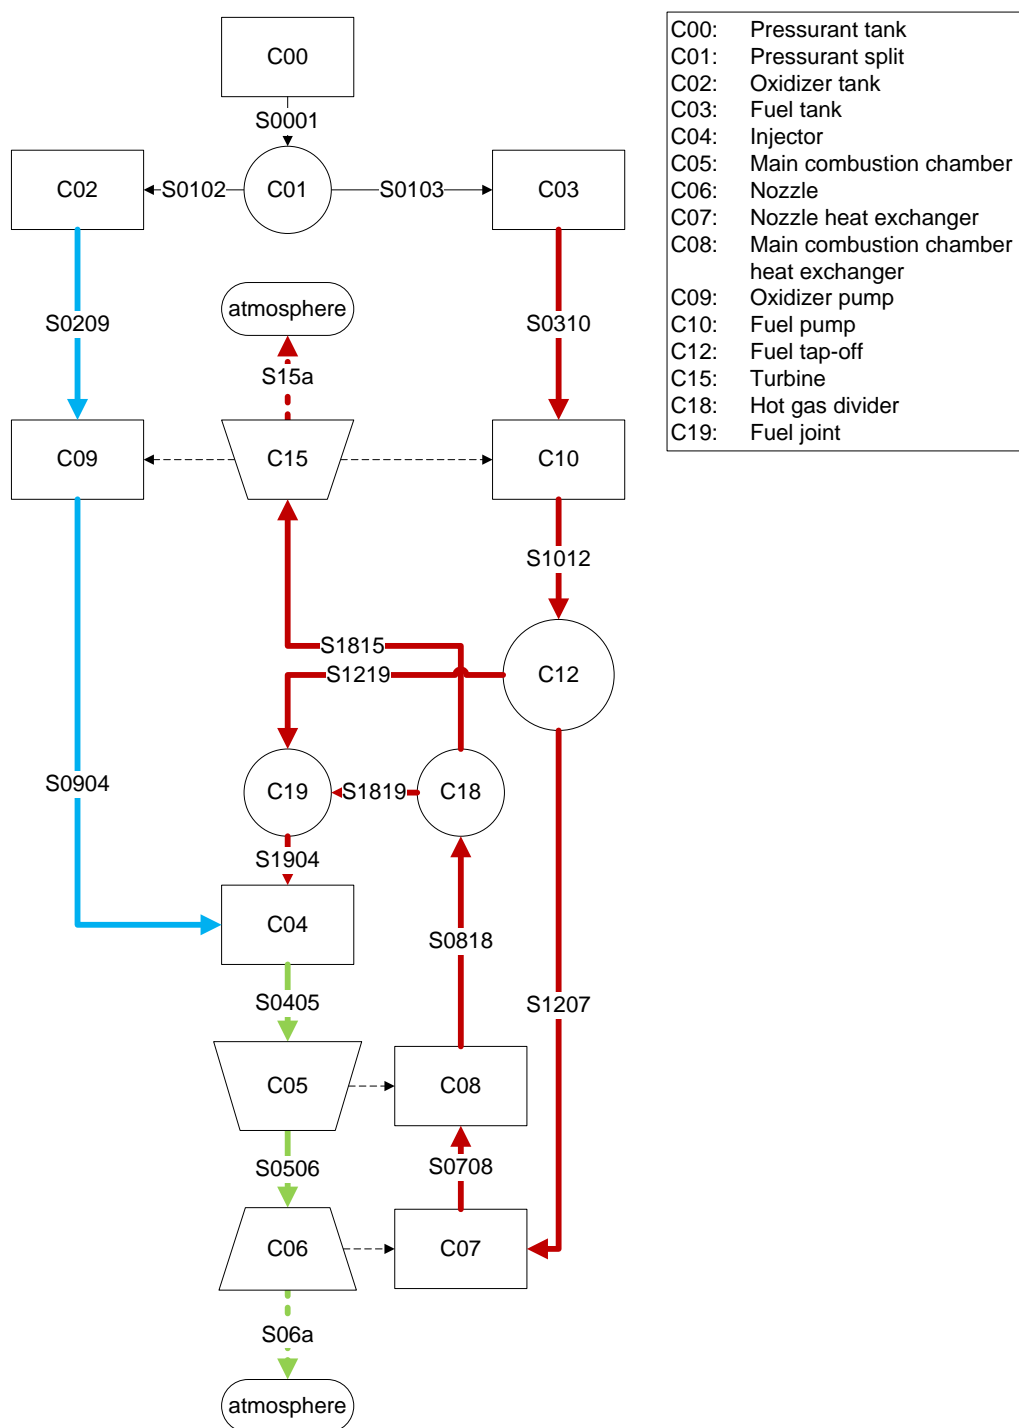 C00
S0001
C02
S0102
C01
S0103
C03
atmosphere
S0209
S0310
S15a
C09
C15
C10
S1012
S1815
S1219
C12
S0904
C19
S1819
C18
S1904
C04
S0818
S0405
S1207
C05
C08
S0506
S0708
C06
C07
S06a
atmosphere
C00: Pressurant tank
C01: Pressurant split
C02: Oxidizer tank
C03: Fuel tank
C04: Injector
C05: Main combustion chamber
C06: Nozzle
C07: Nozzle heat exchanger
C08: Main combustion chamber
heat exchanger
C09: Oxidizer pump
C10: Fuel pump
C12: Fuel tap-off
C15: Turbine
C18: Hot gas divider
C19: Fuel joint